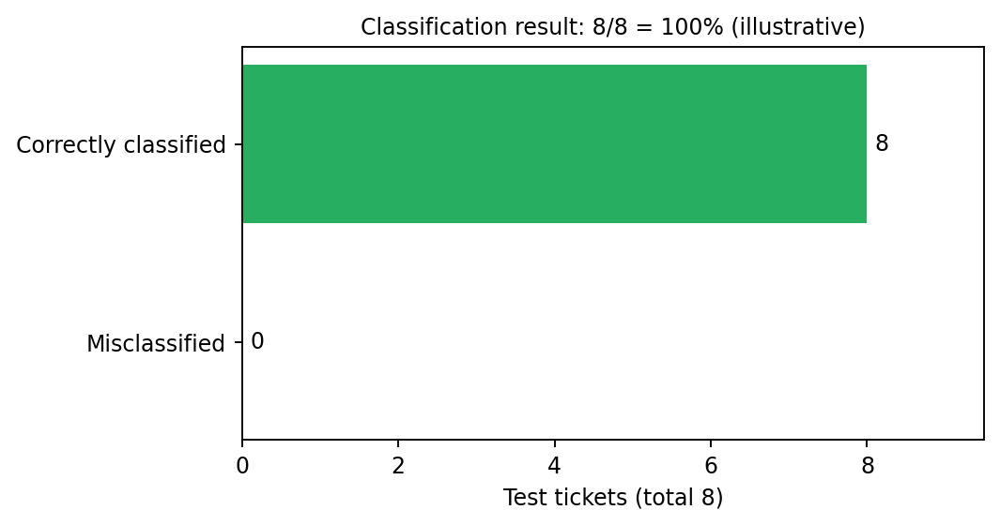 Classification result: 8/8 = 100% (illustrative)
Correctly classified
8
Misclassified
0
0 2 4 6 8
Test tickets (total 8)